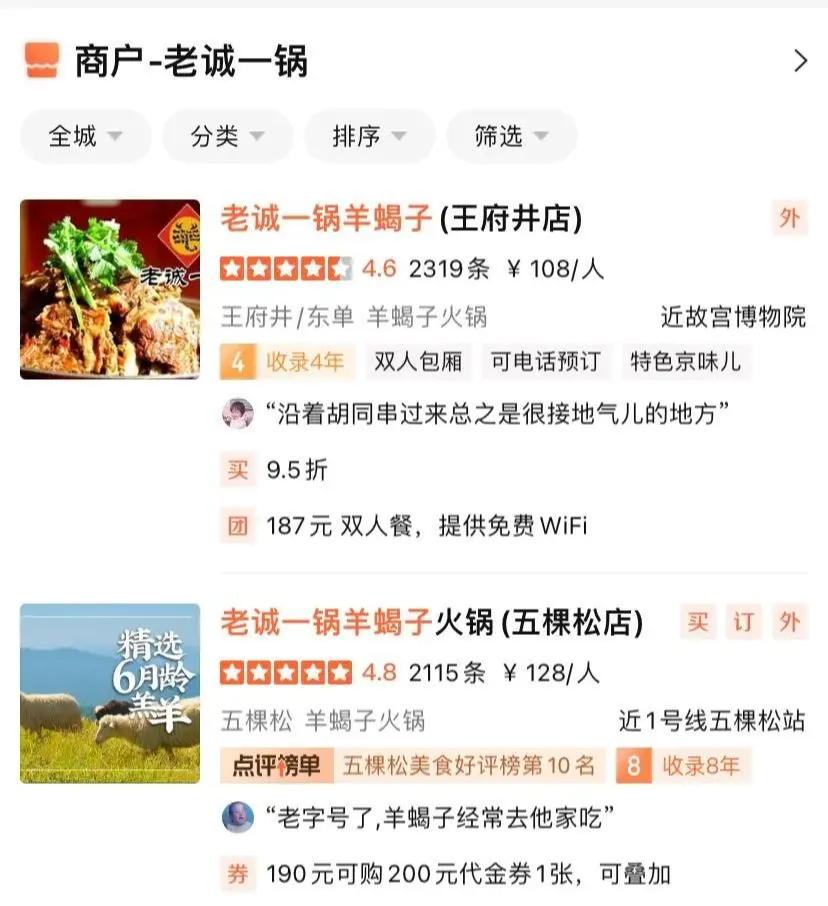 商户-老诚一锅
全城 分类 排序 筛选
老诚一锅羊蝎子(王府井店) 外
老诚一
4.6 2319条 ¥108/人
王府井/东单 羊蝎子火锅 近故宫博物院
4 收录4年 双人包厢 可电话预订 特色京味儿
“沿着胡同串过来总之是很接地气儿的地方”
买 9.5折
团 187元 双人餐，提供免费WiFi
老诚一锅羊蝎子火锅(五棵松店) 买 订 外
精选
6月龄
羔羊
4.8 2115条 ¥128/人
五棵松 羊蝎子火锅 近1号线五棵松站
点评榜单 五棵松美食好评榜第10名 8 收录8年
“老字号了,羊蝎子经常去他家吃”
券 190元可购200元代金券1张，可叠加